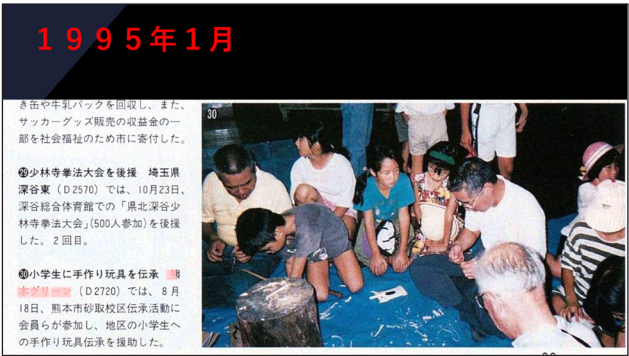 １９９５年１月
き缶や牛乳パックを回収し、また、
サッカーグッズ販売の収益金の一
部を社会福祉のため市に寄付した。
㉙少林寺拳法大会を後援　埼玉県
深谷東（Ｄ2570）では、10月23日、
深谷総合体育館での「県北深谷少
林寺拳法大会」（500人参加）を後援
した。２回目。
㉚小学生に手作り玩具を伝承　熊
本グリーン（Ｄ2720）では、８月
18日、熊本市砂取校区伝承活動に
会員らが参加し、地区の小学生へ
の手作り玩具伝承を援助した。
30